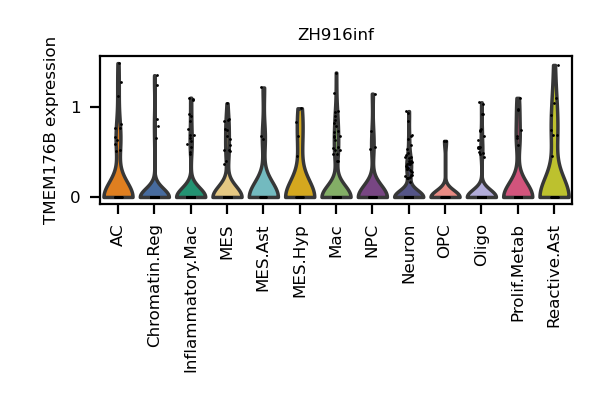 ZH916inf
TMEM176B expression
1
0
AC
Chromatin.Reg
Inflammatory.Mac
MES
MES.Ast
MES.Hyp
Mac
NPC
Neuron
OPC
Oligo
Prolif.Metab
Reactive.Ast